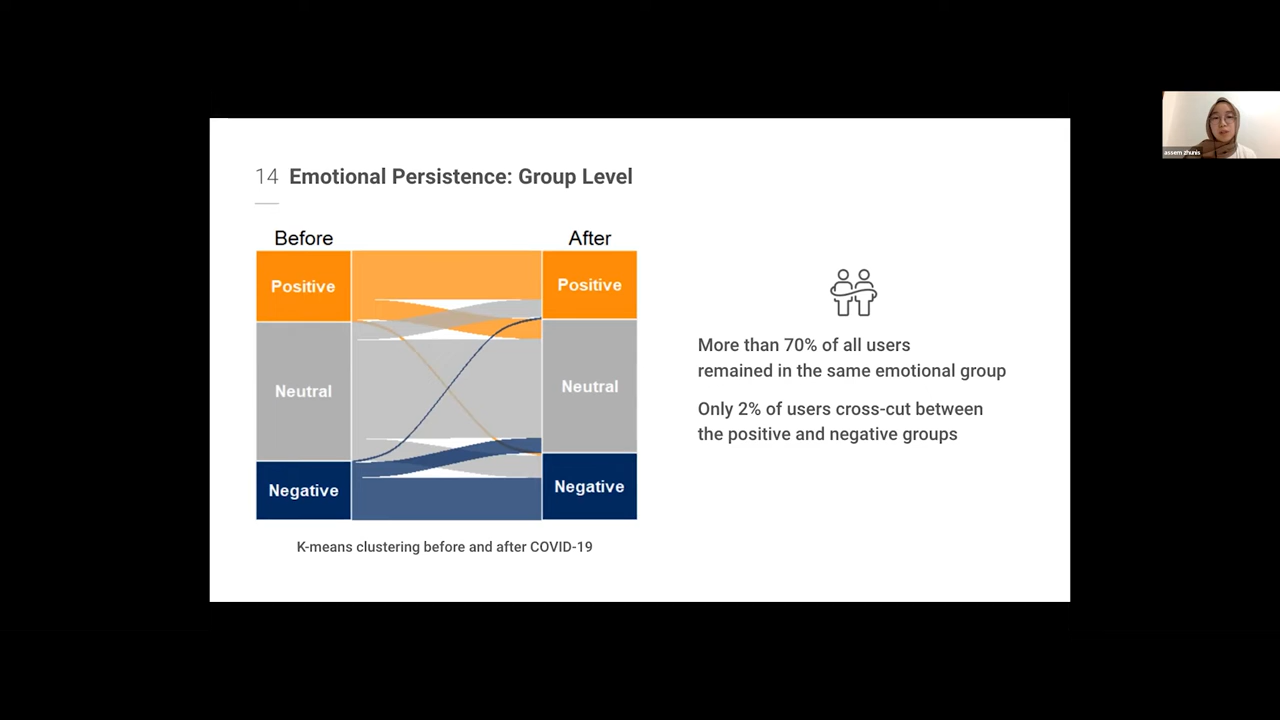 14 Emotional Persistence: Group Level
Before
After
Positive
Neutral
Negative
Positive
Neutral
Negative
K-means clustering before and after COVID-19
More than 70% of all users
remained in the same emotional group
Only 2% of users cross-cut between
the positive and negative groups
assem zhunis